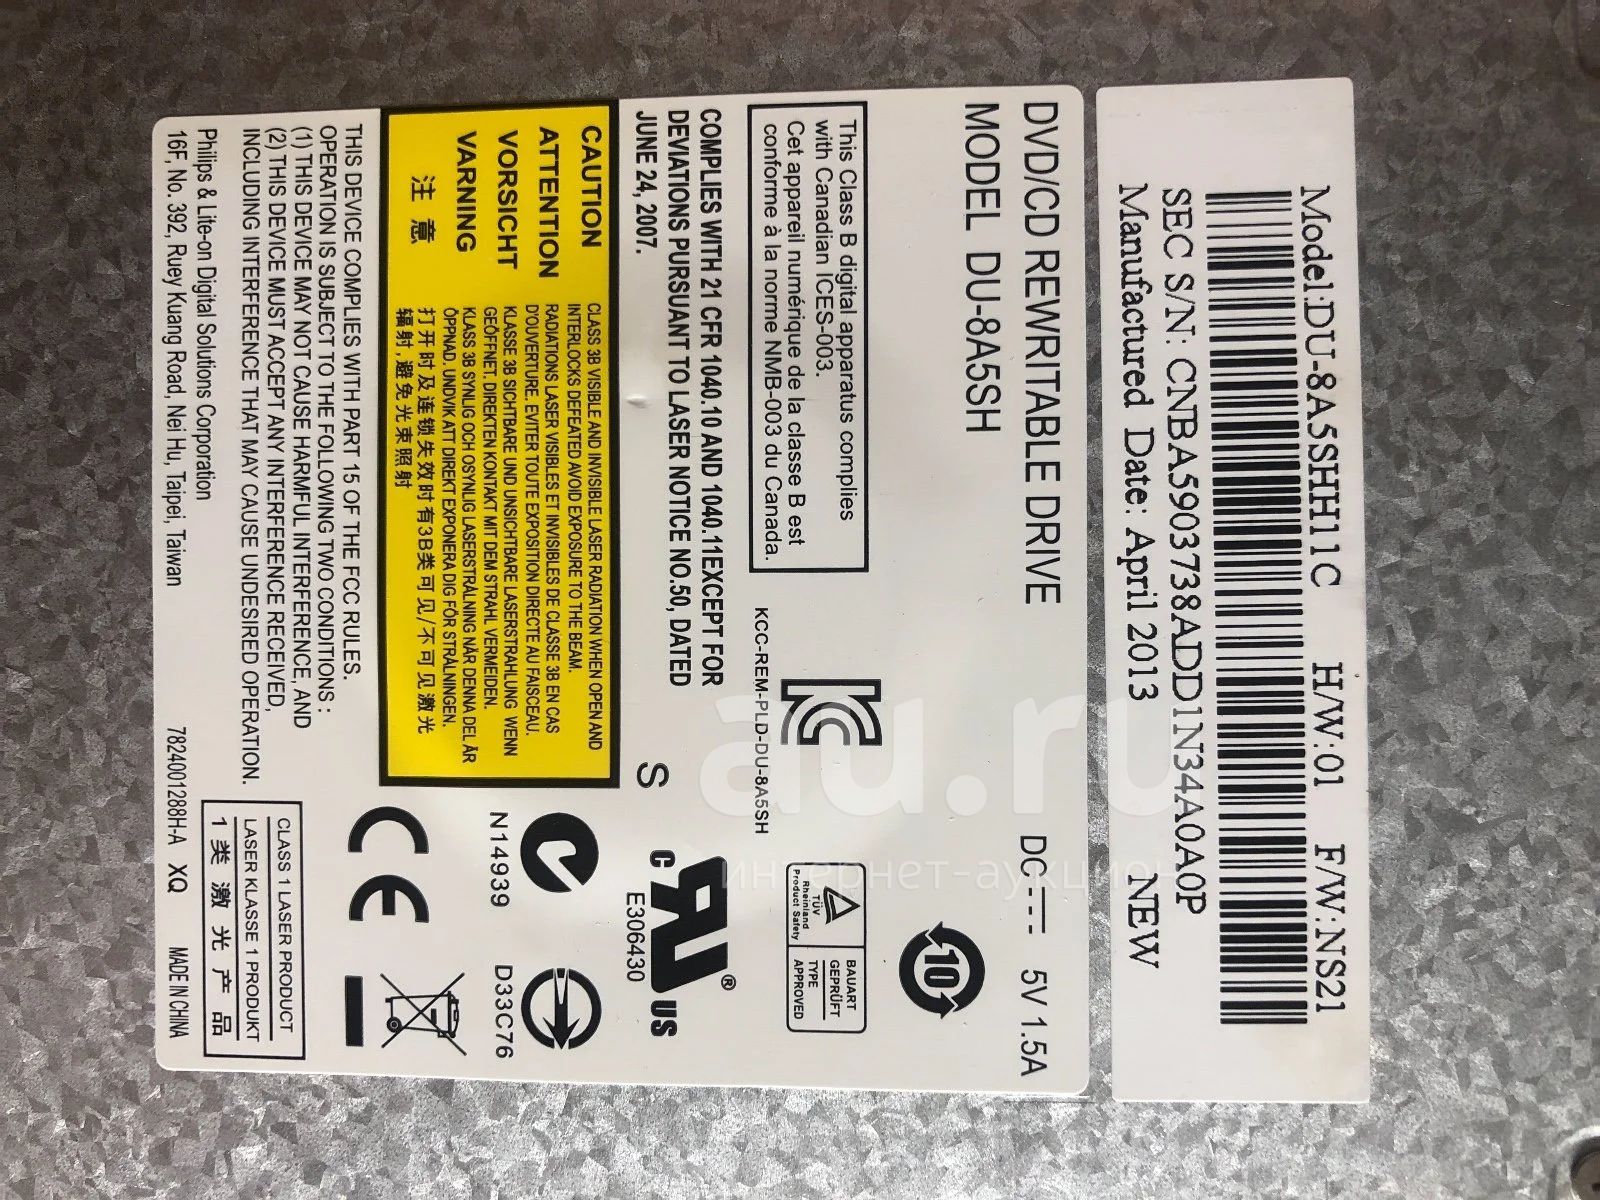 Model:DU-8A5SHH11C H/W:01 F/W:NS21
SEC S/N: CNBA5903738ADD1N34A0A0P
Manufactured Date: April 2013 NEW
DVD/CD REWRITABLE DRIVE DC 5V 1.5A
MODEL DU-8A5SH
This Class B digital apparatus complies
with Canadian ICES-003.
Cet appareil numérique de la classe B est
conforme à la norme NMB-003 du Canada.
KCC-REM-PLD-DU-8A5SH
10
TÜV
Rheinland
Product Safety
BAUART
GEPRÜFT
TYPE
APPROVED
COMPLIES WITH 21 CFR 1040.10 AND 1040.11EXCEPT FOR
DEVIATIONS PURSUANT TO LASER NOTICE NO.50, DATED
JUNE 24, 2007.
S
c RU US ®
E306430
CAUTION
ATTENTION
VORSICHT
WARNING
注意
CLASS 3B VISIBLE AND INVISIBLE LASER RADIATION WHEN OPEN AND
INTERLOCKS DEFEATED AVOID EXPOSURE TO THE BEAM.
RADIATIONS LASER VISIBLES ET INVISIBLES DE CLASSE 3B EN CAS
D'OUVERTURE. EVITER TOUTE EXPOSITION DIRECTE AU FAISCEAU.
KLASSE 3B SICHTBARE UND UNSICHTBARE LASERSTRAHLUNG WENN
GEÖFFNET, DIREKTEN KONTAKT MIT DEM STRAHL VERMEIDEN.
KLASS 3B SYNLIG OCH OSYNLIG LASERSTRÅLNING NÄR DENNA DEL ÄR
ÖPPNAD, UNDVIK ATT DIREKT EXPONERA DIG FÖR STRÅLNINGEN.
打开时及连锁失效时有3B类可见/不可见激光
辐射,避免光束照射
N14939
D33C76
CE
THIS DEVICE COMPLIES WITH PART 15 OF THE FCC RULES.
OPERATION IS SUBJECT TO THE FOLLOWING TWO CONDITIONS :
(1) THIS DEVICE MAY NOT CAUSE HARMFUL INTERFERENCE, AND
(2) THIS DEVICE MUST ACCEPT ANY INTERFERENCE RECEIVED,
INCLUDING INTERFERENCE THAT MAY CAUSE UNDESIRED OPERATION.
CLASS 1 LASER PRODUCT
LASER KLASSE 1 PRODUKT
1类激光产品
Philips & Lite-on Digital Solutions Corporation
16F, No. 392, Ruey Kuang Road, Nei Hu, Taipei, Taiwan
7824001288H-A XQ MADE IN CHINA
au.ru
интернет-аукцион